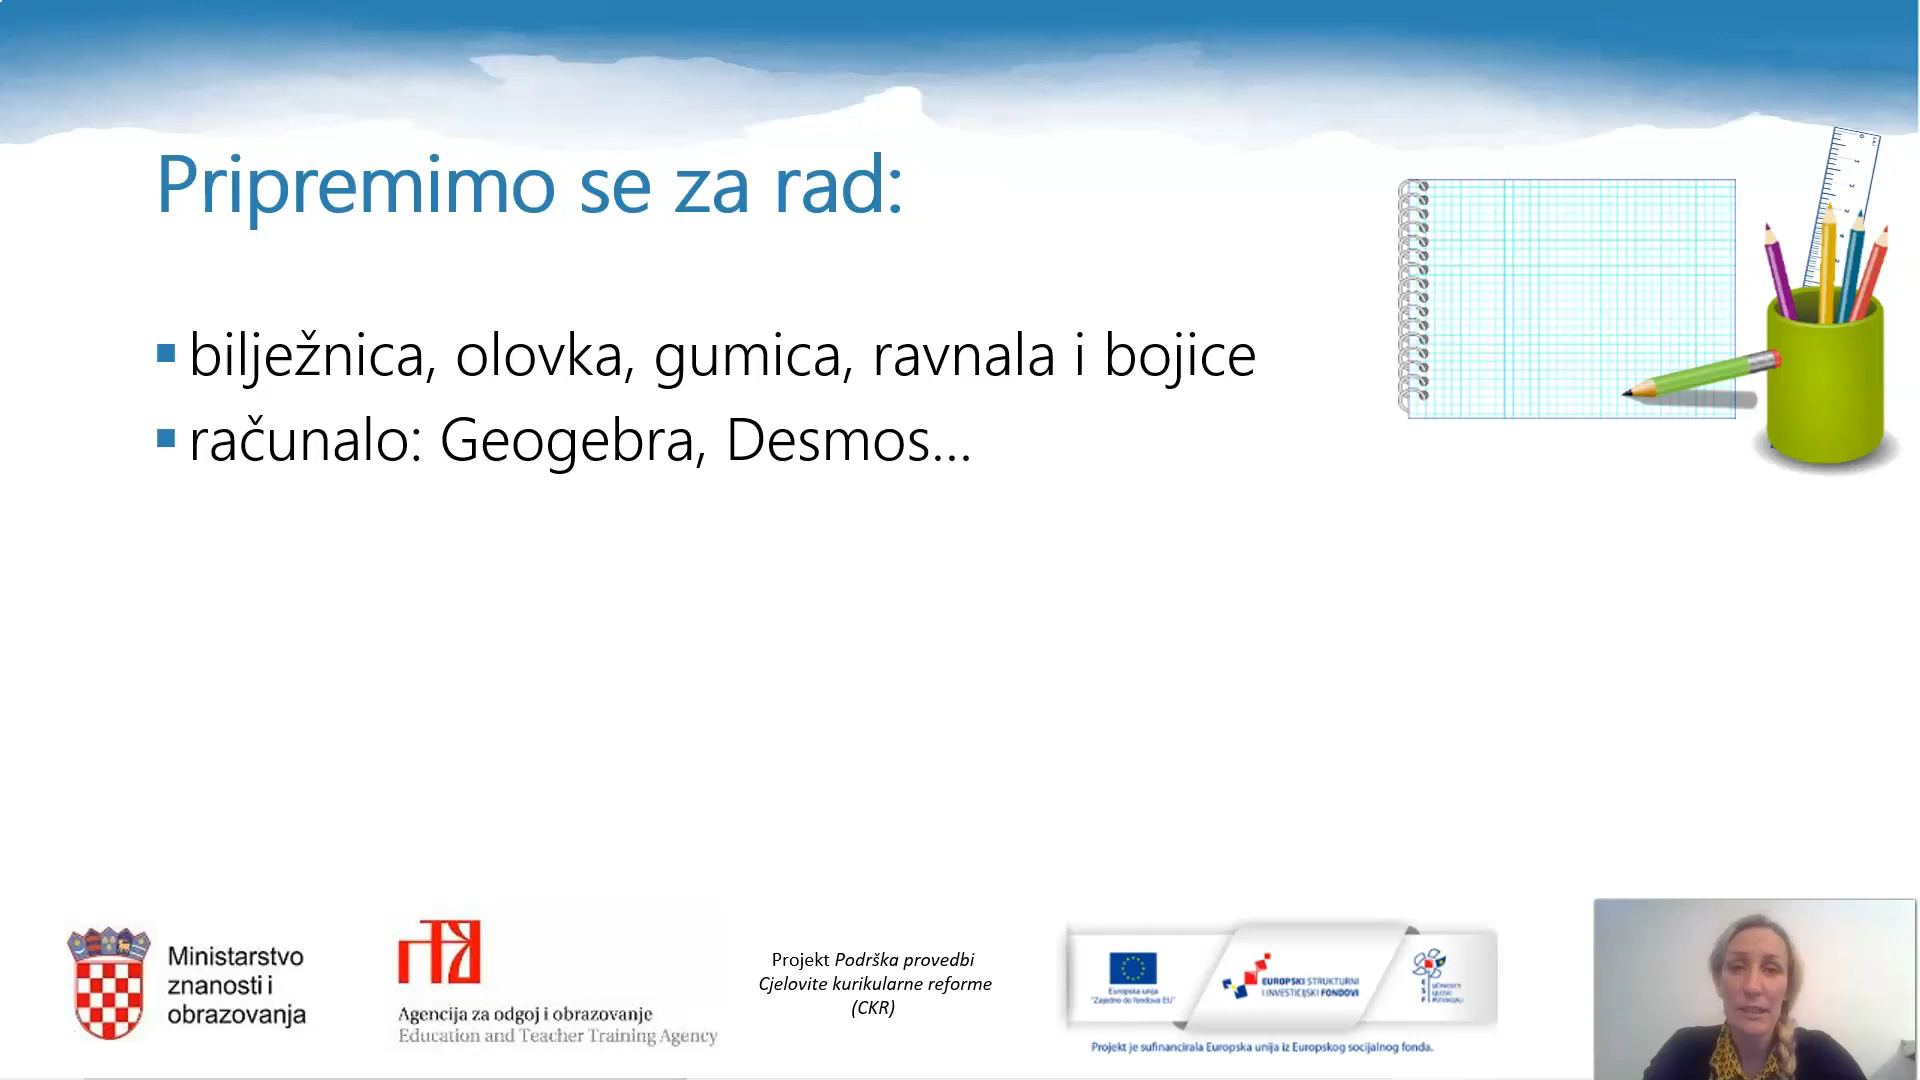 Pripremimo se za rad:
bilježnica, olovka, gumica, ravnala i bojice
računalo: Geogebra, Desmos...
Ministarstvo
znanosti i
obrazovanja
Agencija za odgoj i obrazovanje
Education and Teacher Training Agency
Projekt Podrška provedbi
Cjelovite kurikularne reforme
(CKR)
Europska unija
"Zajedno do fondova EU"
EUROPSKI STRUKTURNI
I INVESTICIJSKI FONDOVI
Projekt je sufinancirala Europska unija iz Europskog socijalnog fonda.